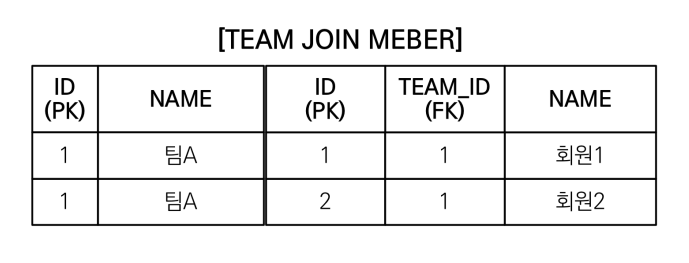 [TEAM JOIN MEBER]
ID (PK) NAME ID (PK) TEAM_ID (FK) NAME
1 팀A 1 1 회원1
1 팀A 2 1 회원2